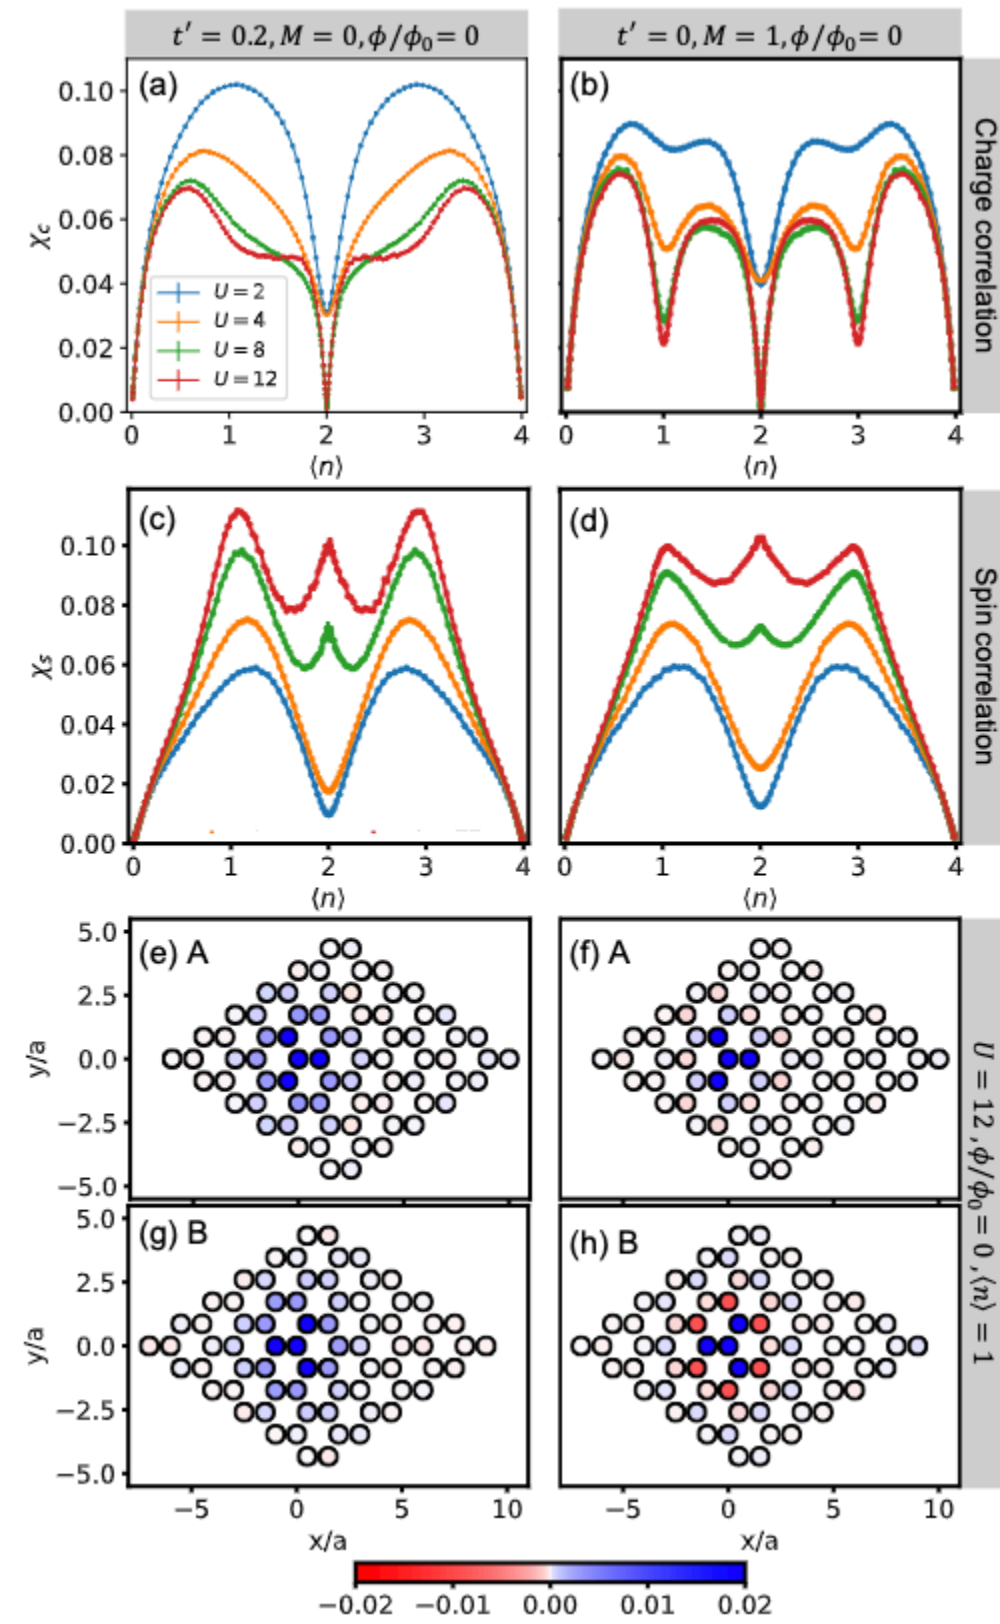 t′ = 0.2, M = 0, ϕ/ϕ₀ = 0
t′ = 0, M = 1, ϕ/ϕ₀ = 0
(a)
(b)
0.10
0.08
0.06
0.04
0.02
0.00
χc
U = 2
U = 4
U = 8
U = 12
0 1 2 3 4
0 1 2 3 4
⟨n⟩
⟨n⟩
Charge correlation
(c)
(d)
0.10
0.08
0.06
0.04
0.02
0.00
χs
0 1 2 3 4
0 1 2 3 4
⟨n⟩
⟨n⟩
Spin correlation
(e) A
(f) A
5.0
2.5
0.0
−2.5
−5.0
y/a
(g) B
(h) B
5.0
2.5
0.0
−2.5
−5.0
y/a
−5 0 5 10
−5 0 5 10
x/a
x/a
U = 12 , ϕ/ϕ₀ = 0 , ⟨n⟩ = 1
−0.02 −0.01 0.00 0.01 0.02